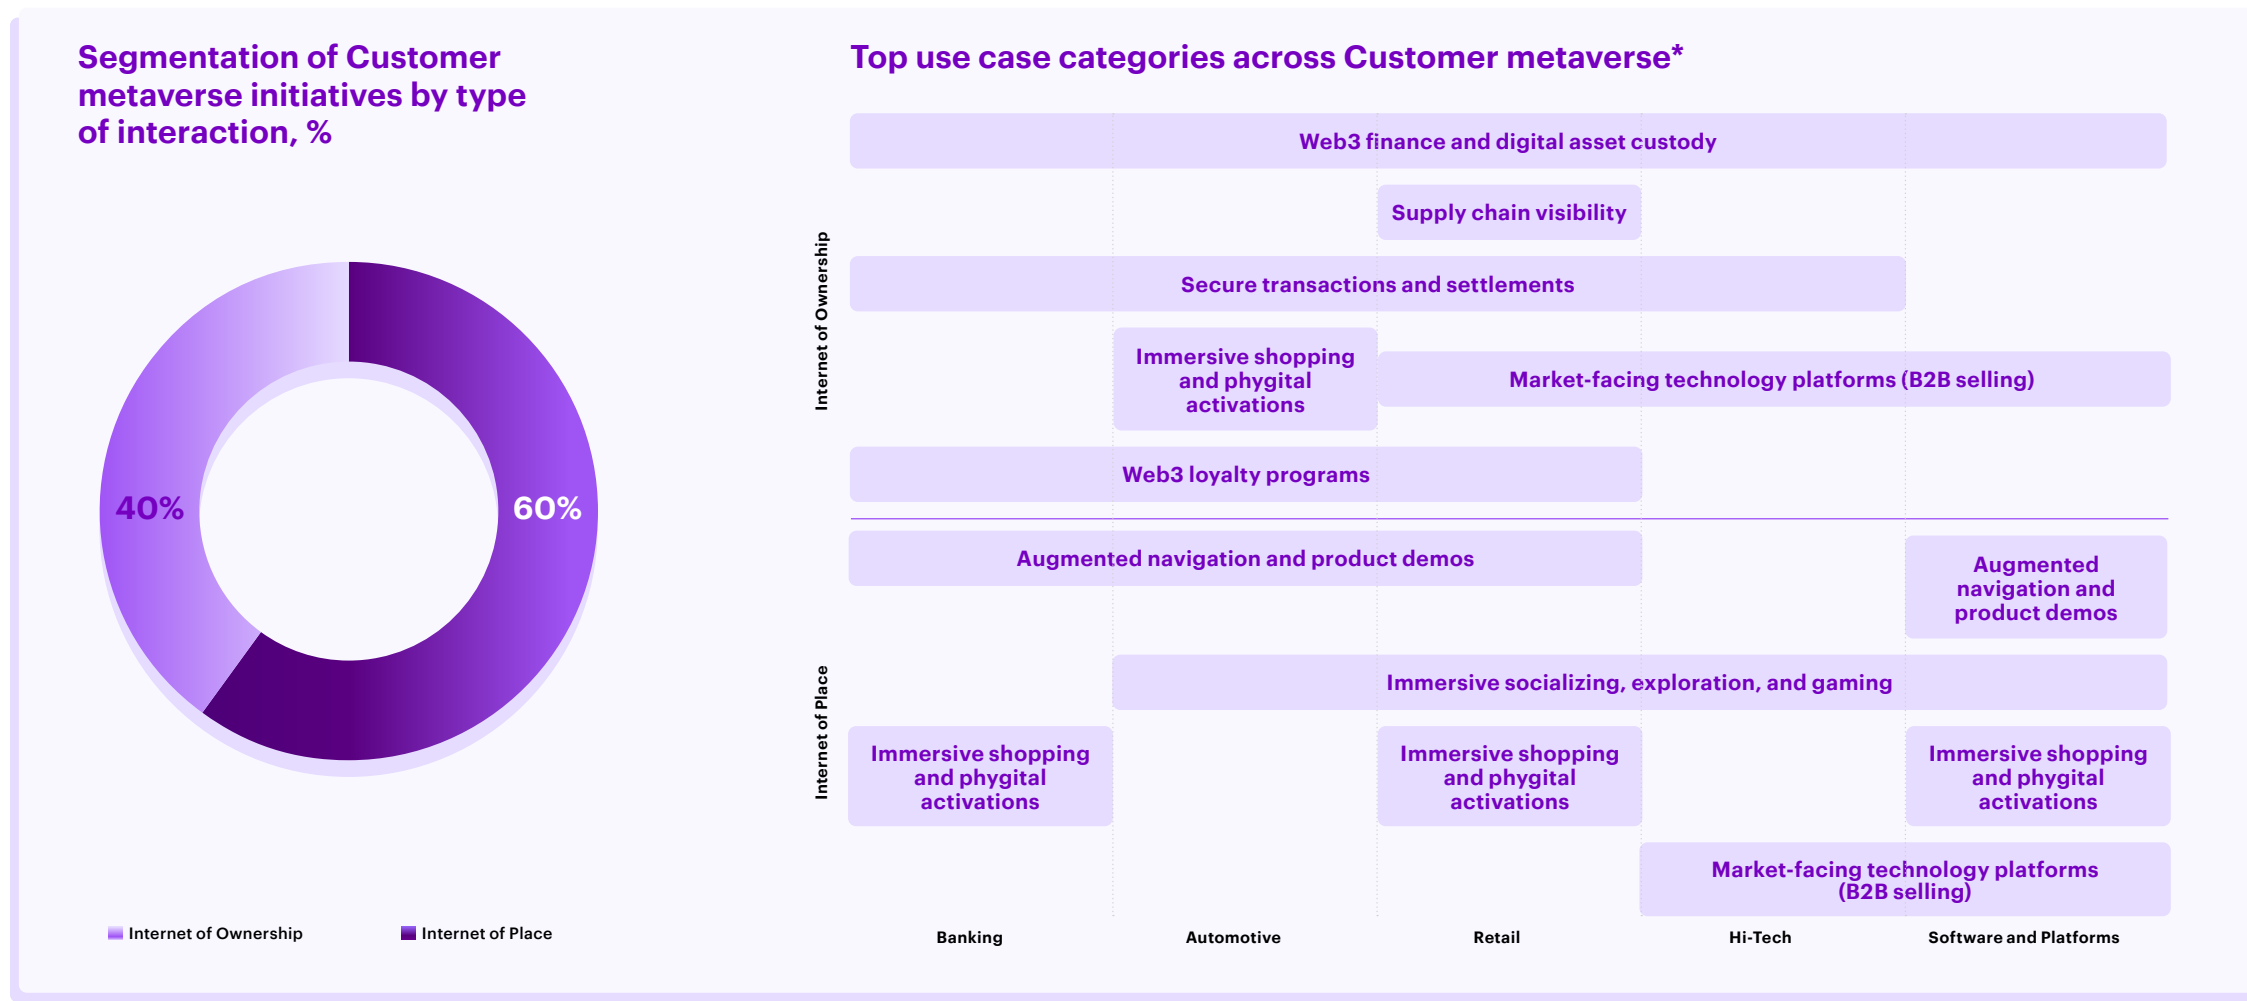 Segmentation of Customer
metaverse initiatives by type
of interaction, %
40%
60%
Internet of Ownership
Internet of Place
Top use case categories across Customer metaverse*
Internet of Ownership
Web3 finance and digital asset custody
Supply chain visibility
Secure transactions and settlements
Immersive shopping
and phygital
activations
Market-facing technology platforms (B2B selling)
Web3 loyalty programs
Internet of Place
Augmented navigation and product demos
Augmented
navigation and
product demos
Immersive socializing, exploration, and gaming
Immersive shopping
and phygital
activations
Immersive shopping
and phygital
activations
Immersive shopping
and phygital
activations
Market-facing technology platforms
(B2B selling)
Banking
Automotive
Retail
Hi-Tech
Software and Platforms